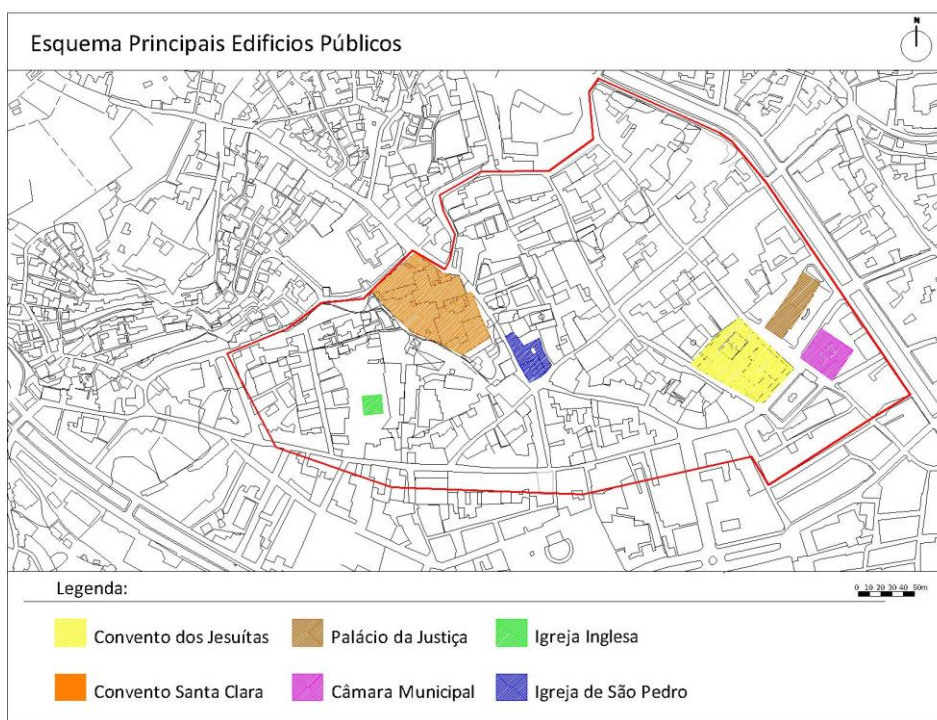 Esquema Principais Edificios Públicos
N
Legenda:
0 10 20 30 40 50m
Convento dos Jesuítas
Palácio da Justiça
Igreja Inglesa
Convento Santa Clara
Câmara Municipal
Igreja de São Pedro